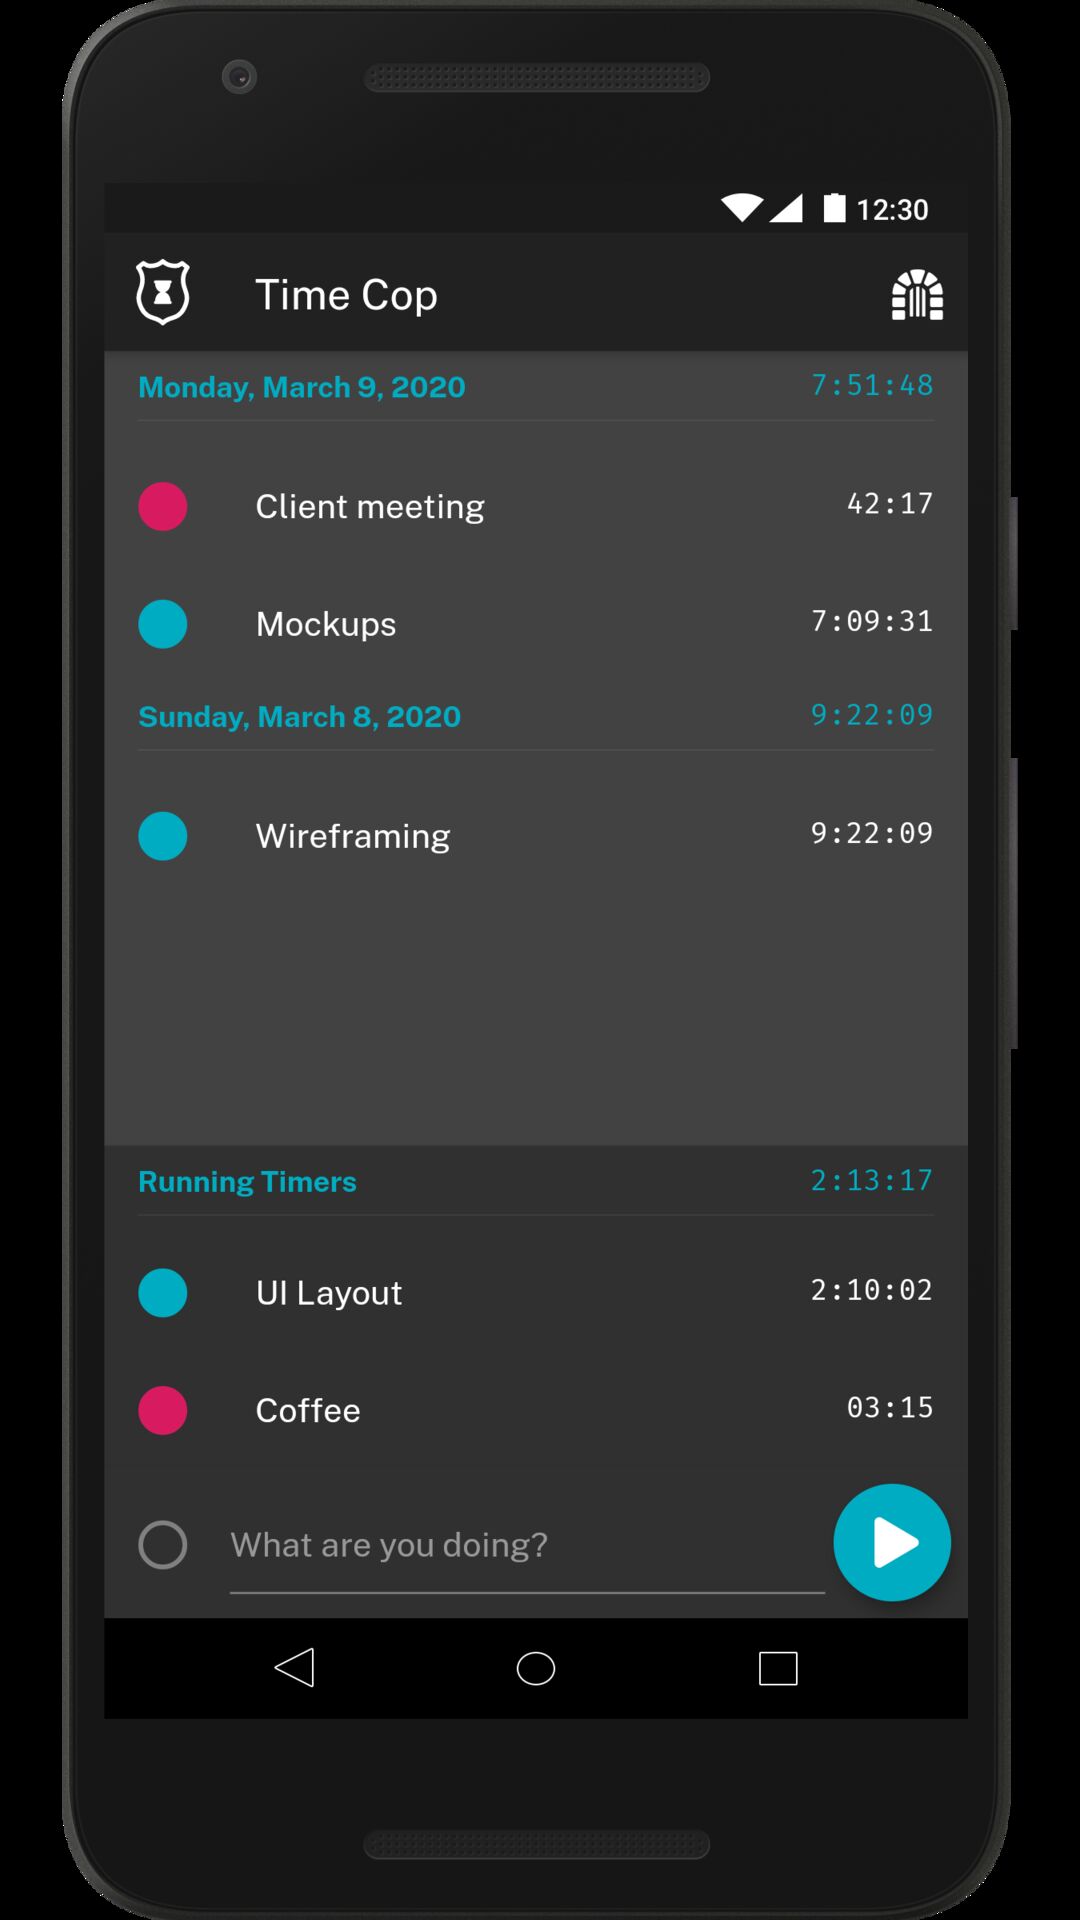 12:30
Time Cop
Monday, March 9, 2020 7:51:48
Client meeting 42:17
Mockups 7:09:31
Sunday, March 8, 2020 9:22:09
Wireframing 9:22:09
Running Timers 2:13:17
UI Layout 2:10:02
Coffee 03:15
What are you doing?